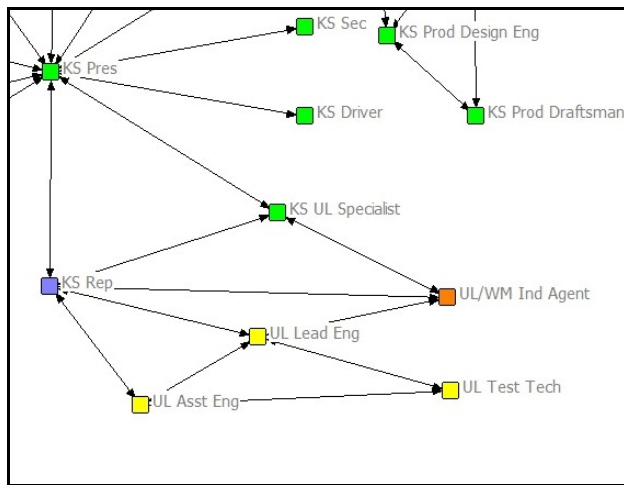 KS Sec
KS Prod Design Eng
KS Pres
KS Driver
KS Prod Draftsman
KS UL Specialist
KS Rep
UL/WM Ind Agent
UL Lead Eng
UL Test Tech
UL Asst Eng